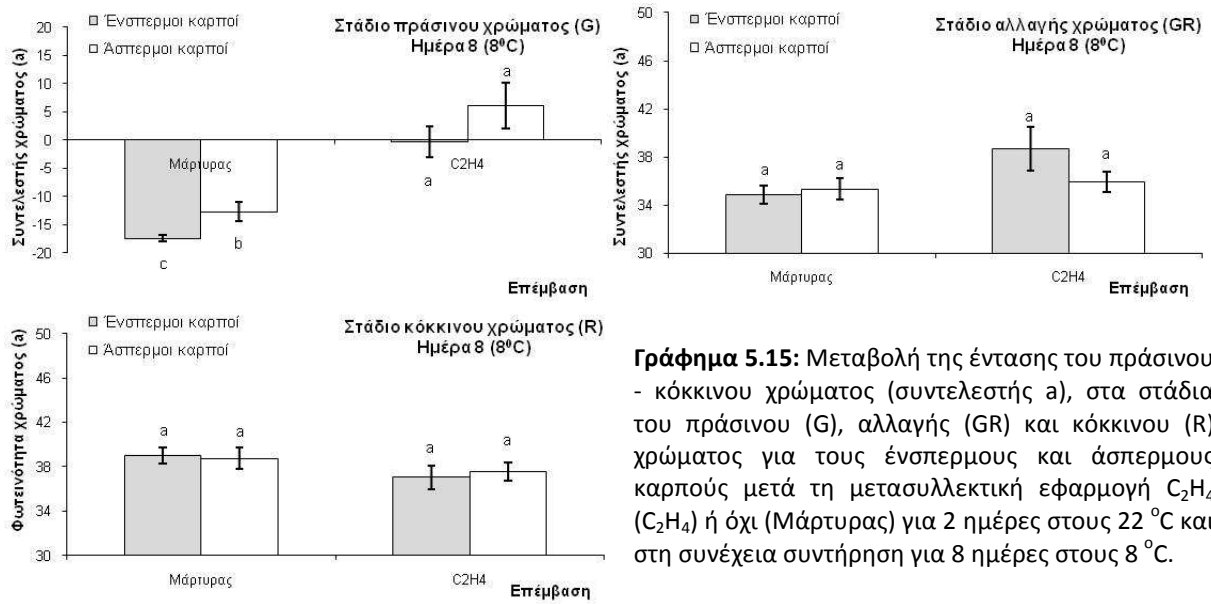 Συντελεστής χρώματος (a)
20
15
10
5
0
-5
-10
-15
-20
Ένσπερμοι καρποί
Άσπερμοι καρποί
Στάδιο πράσινου χρώματος (G)
Ημέρα 8 (8⁰C)
a
a
Μάρτυρας
C2H4
c
b
Επέμβαση
Συντελεστής χρώματος (a)
50
46
42
38
34
30
Ένσπερμοι καρποί
Άσπερμοι καρποί
Στάδιο αλλαγής χρώματος (GR)
Ημέρα 8 (8⁰C)
a
a
a
a
Μάρτυρας
C2H4
Επέμβαση
Φωτεινότητα χρώματος (a)
50
46
42
38
34
30
Ένσπερμοι καρποί
Άσπερμοι καρποί
Στάδιο κόκκινου χρώματος (R)
Ημέρα 8 (8⁰C)
a
a
a
a
Μάρτυρας
C2H4
Επέμβαση
Γράφημα 5.15: Μεταβολή της έντασης του πράσινου
- κόκκινου χρώματος (συντελεστής a), στα στάδια
του πράσινου (G), αλλαγής (GR) και κόκκινου (R)
χρώματος για τους ένσπερμους και άσπερμους
καρπούς μετά τη μετασυλλεκτική εφαρμογή C₂H₄
(C₂H₄) ή όχι (Μάρτυρας) για 2 ημέρες στους 22 °C και
στη συνέχεια συντήρηση για 8 ημέρες στους 8 °C.